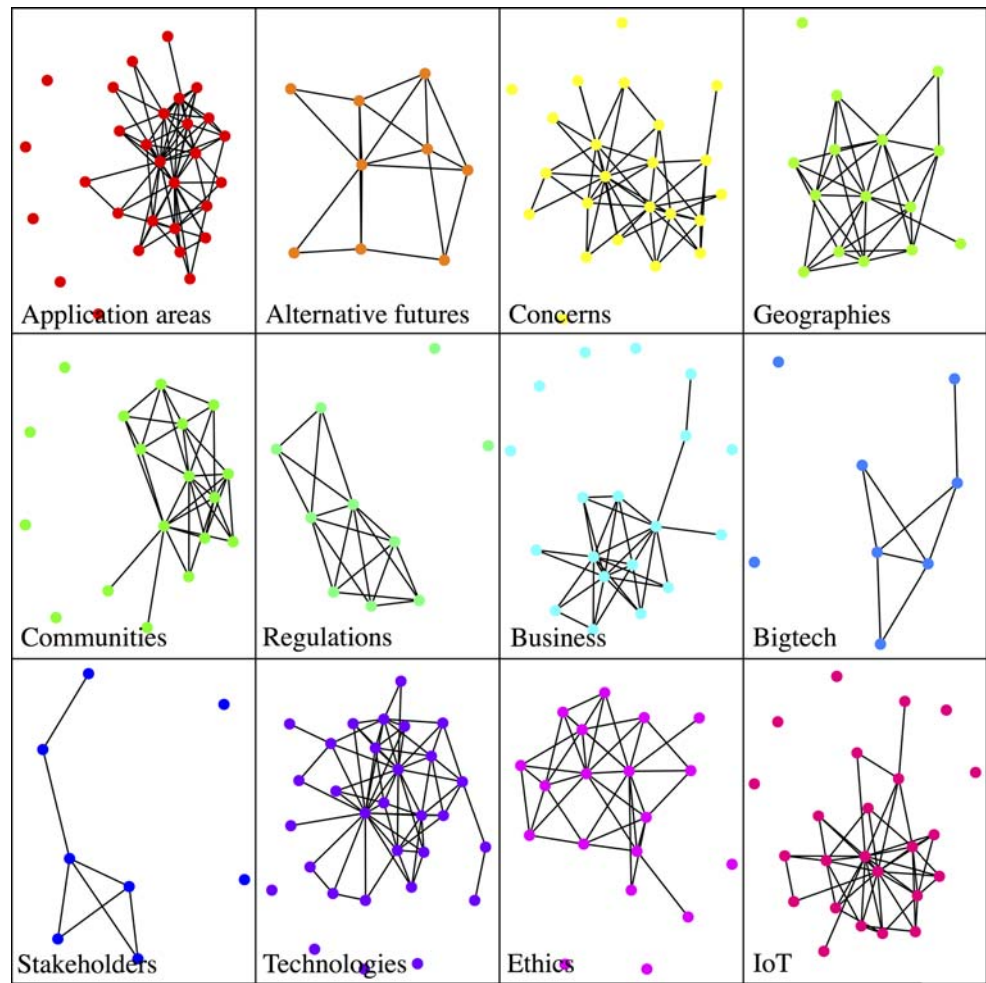 Application areas
Alternative futures
Concerns
Geographies
Communities
Regulations
Business
Bigtech
Stakeholders
Technologies
Ethics
IoT